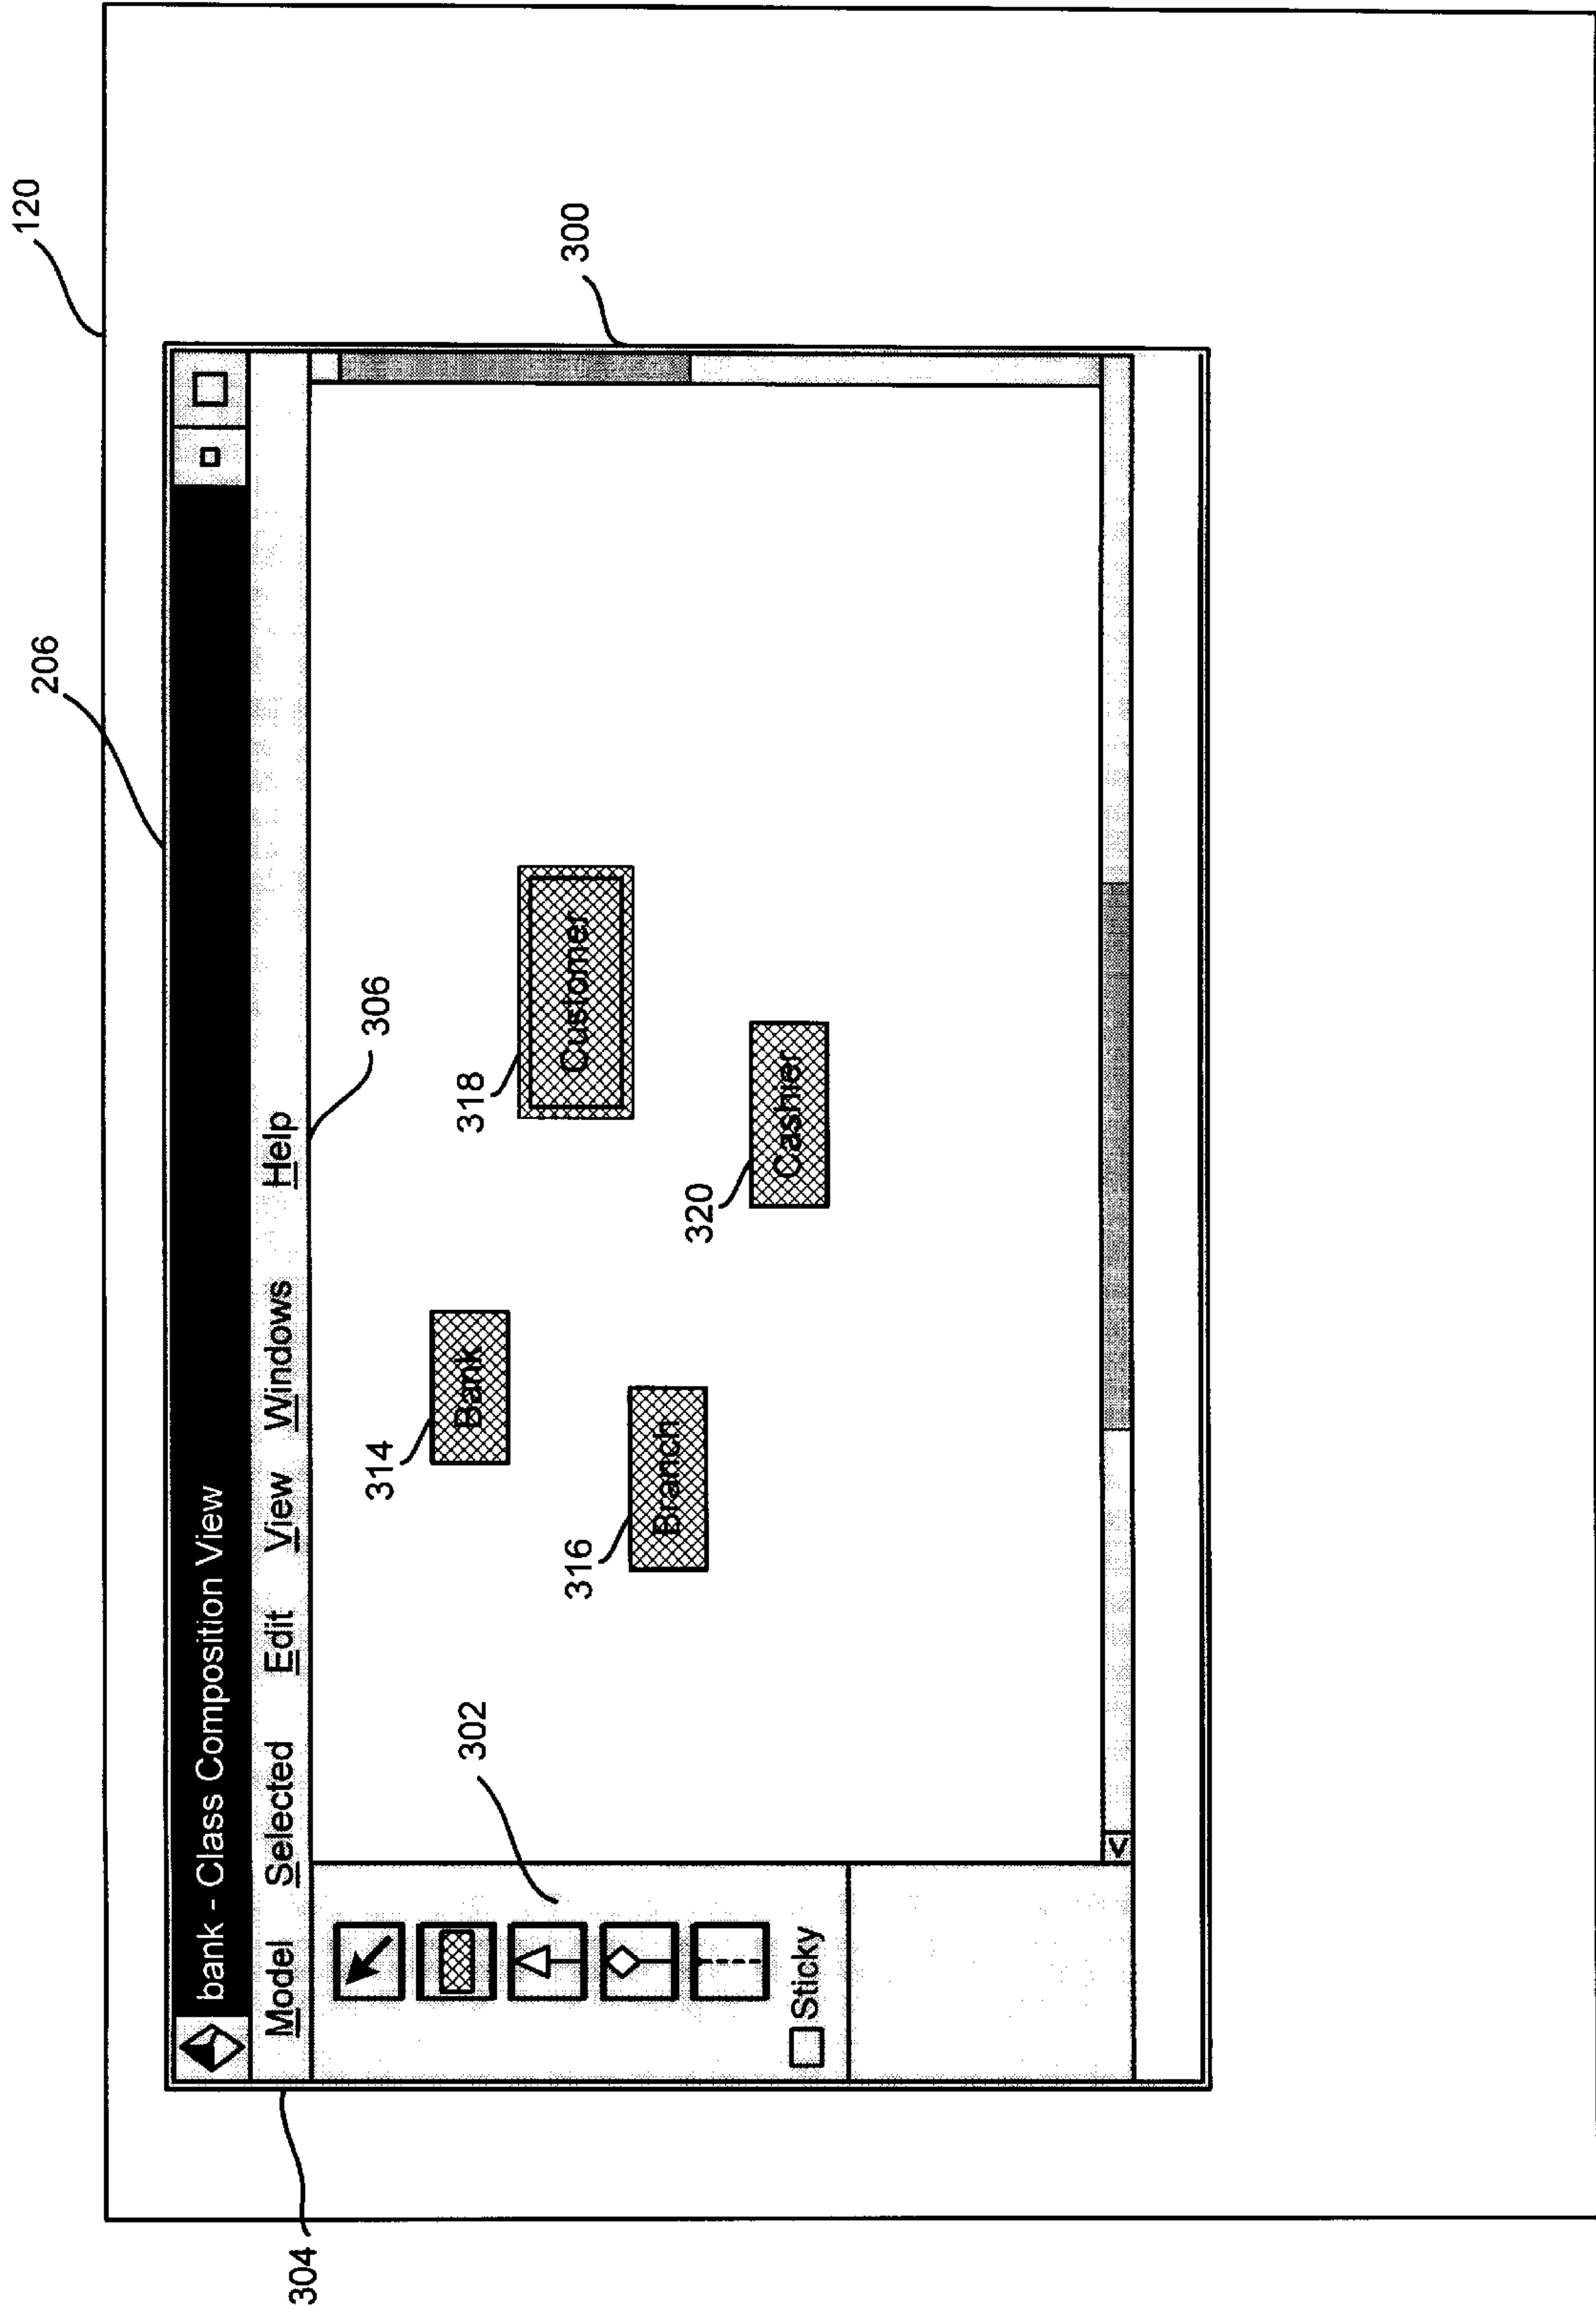 120
206
bank - Class Composition View
Model Selected Edit View Windows Help
304
306
300
302
314
Bank
318
Customer
316
Branch
320
Cashier
Sticky